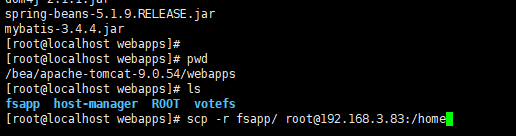 spring-beans-5.1.9.RELEASE.jar
mybatis-3.4.4.jar
[root@localhost webapps]#
[root@localhost webapps]# pwd
/bea/apache-tomcat-9.0.54/webapps
[root@localhost webapps]# ls
fsapp host-manager ROOT votefs
[root@localhost webapps]# scp -r fsapp/ root@192.168.3.83:/home